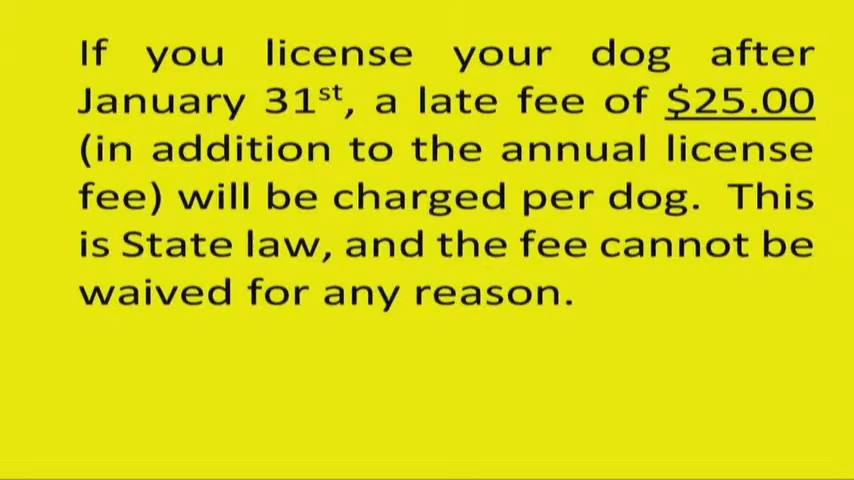 If you license your dog after
January 31st, a late fee of $25.00
(in addition to the annual license
fee) will be charged per dog. This
is State law, and the fee cannot be
waived for any reason.